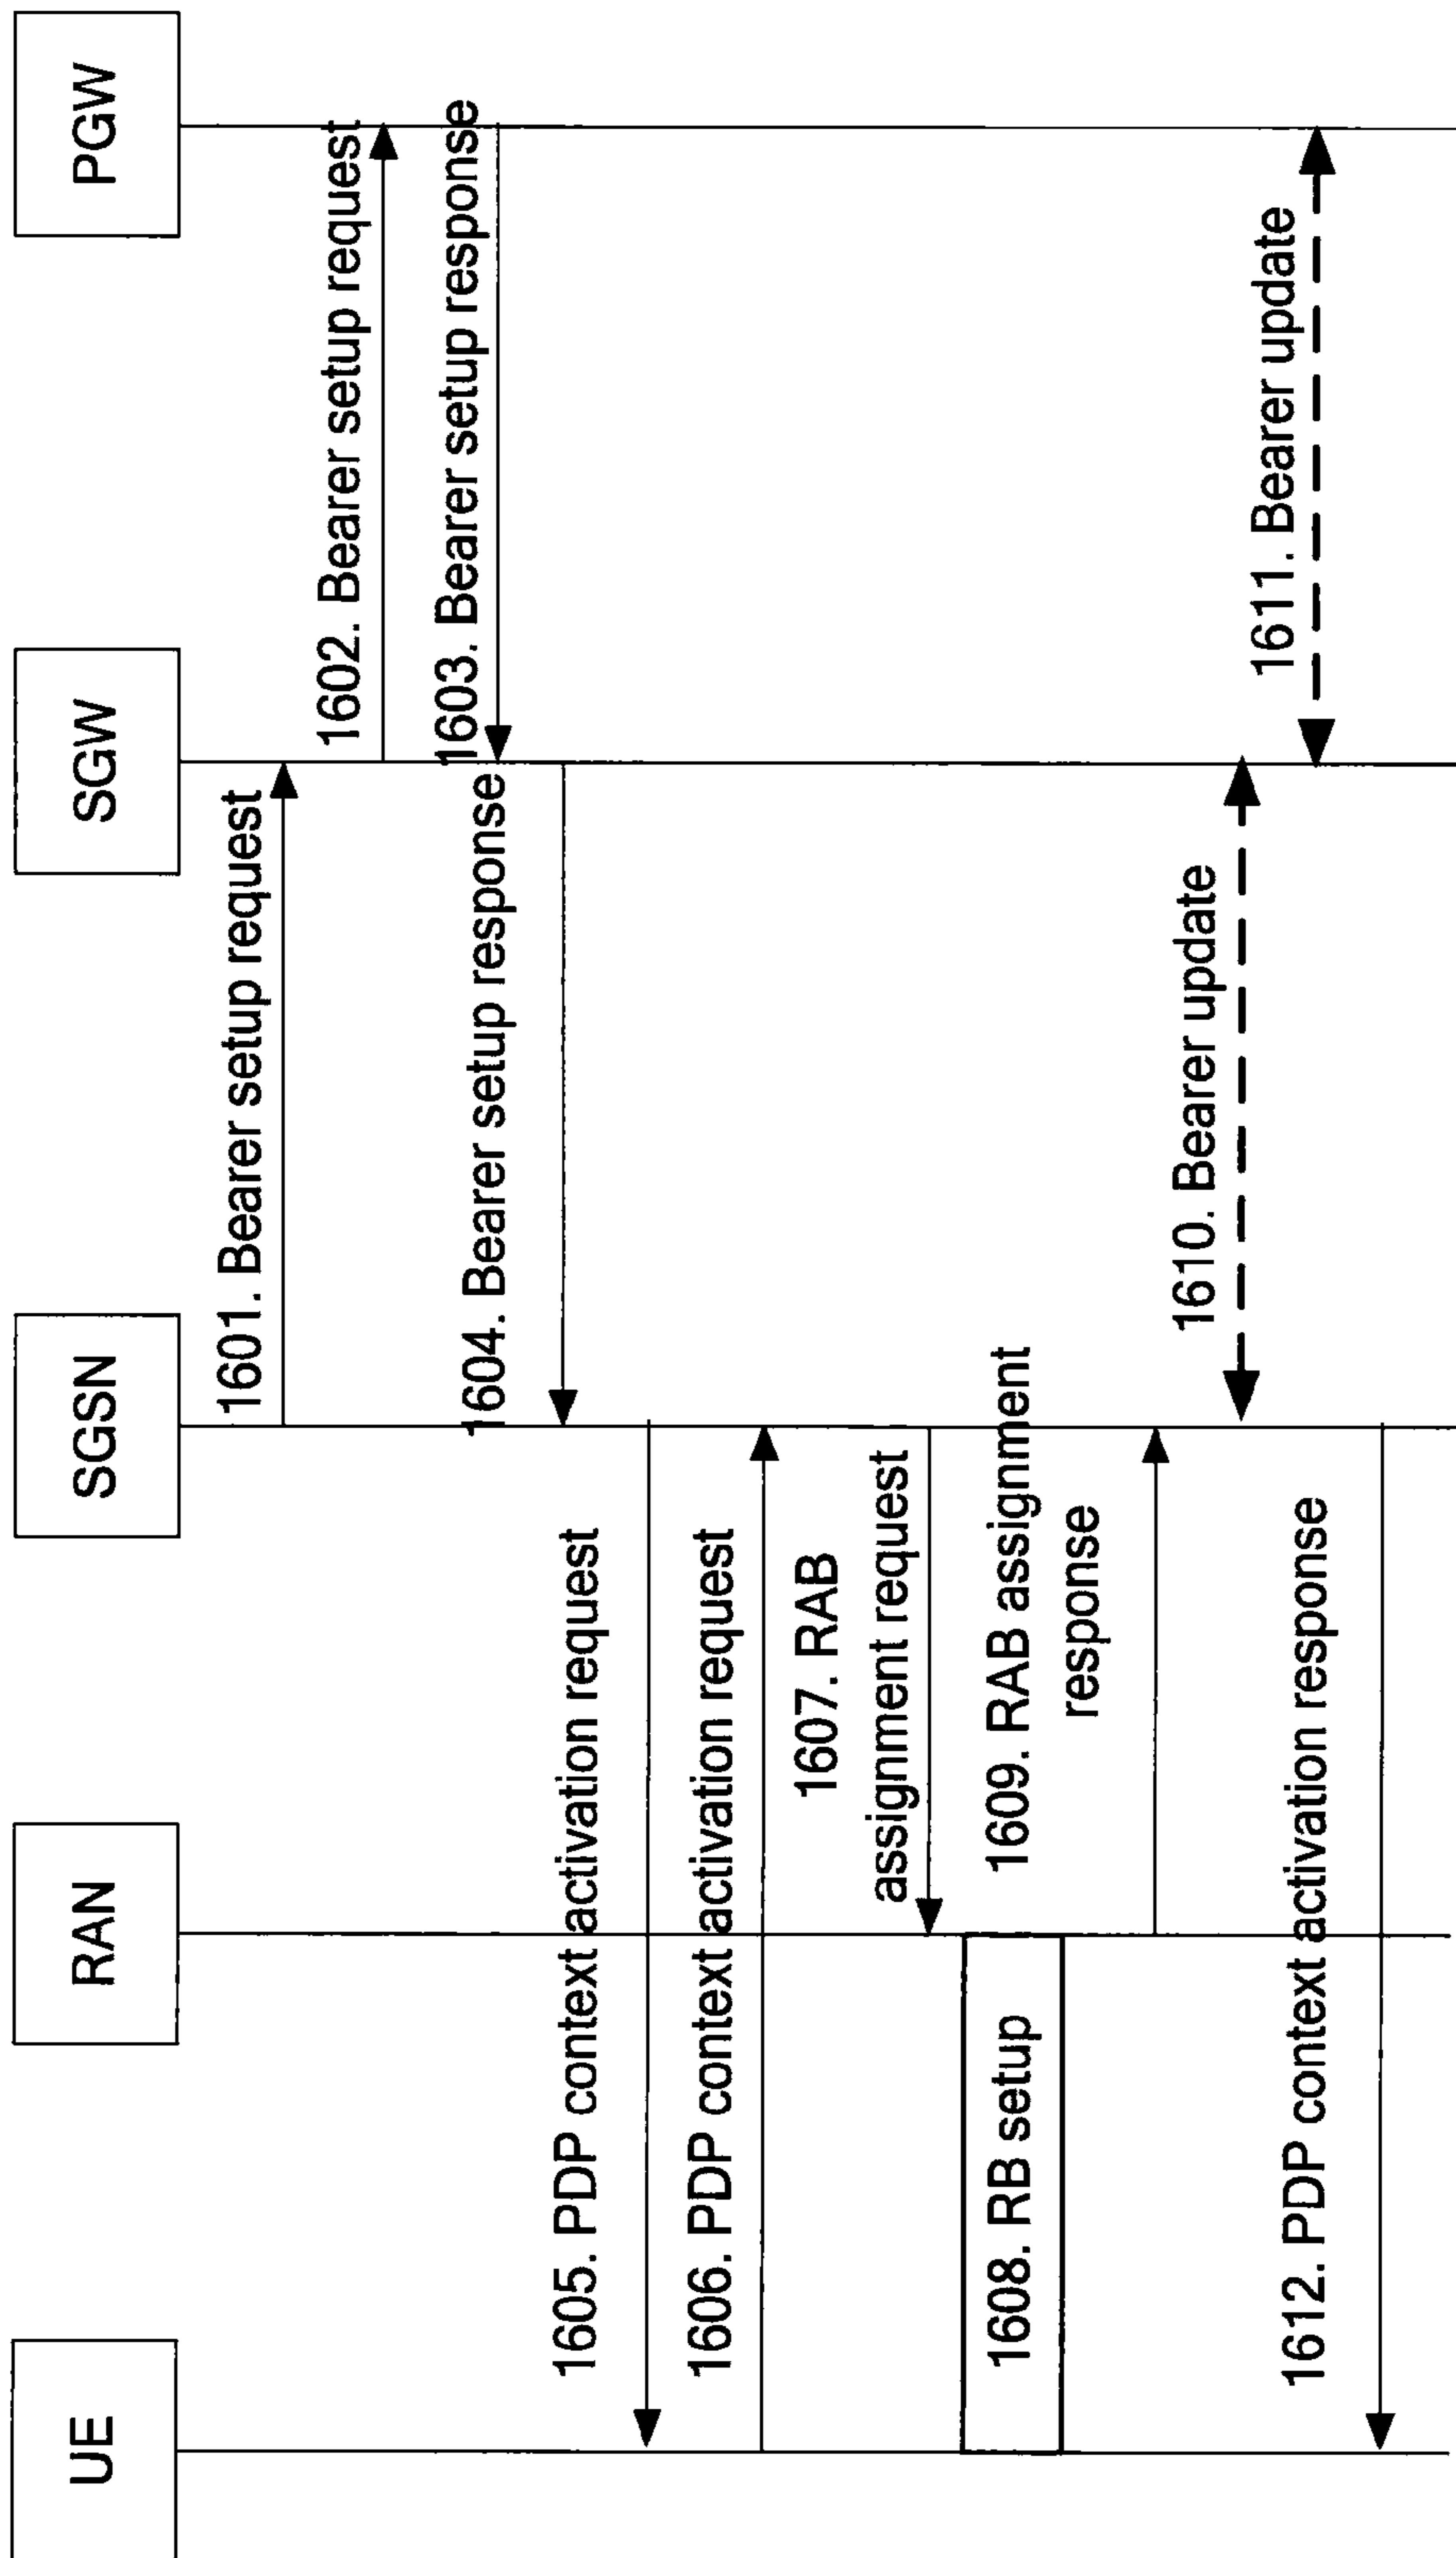 UE
RAN
SGSN
SGW
PGW
1601. Bearer setup request
1602. Bearer setup request
1603. Bearer setup response
1604. Bearer setup response
1605. PDP context activation request
1606. PDP context activation request
1607. RAB
assignment request
1608. RB setup
1609. RAB assignment
response
1610. Bearer update
1611. Bearer update
1612. PDP context activation response